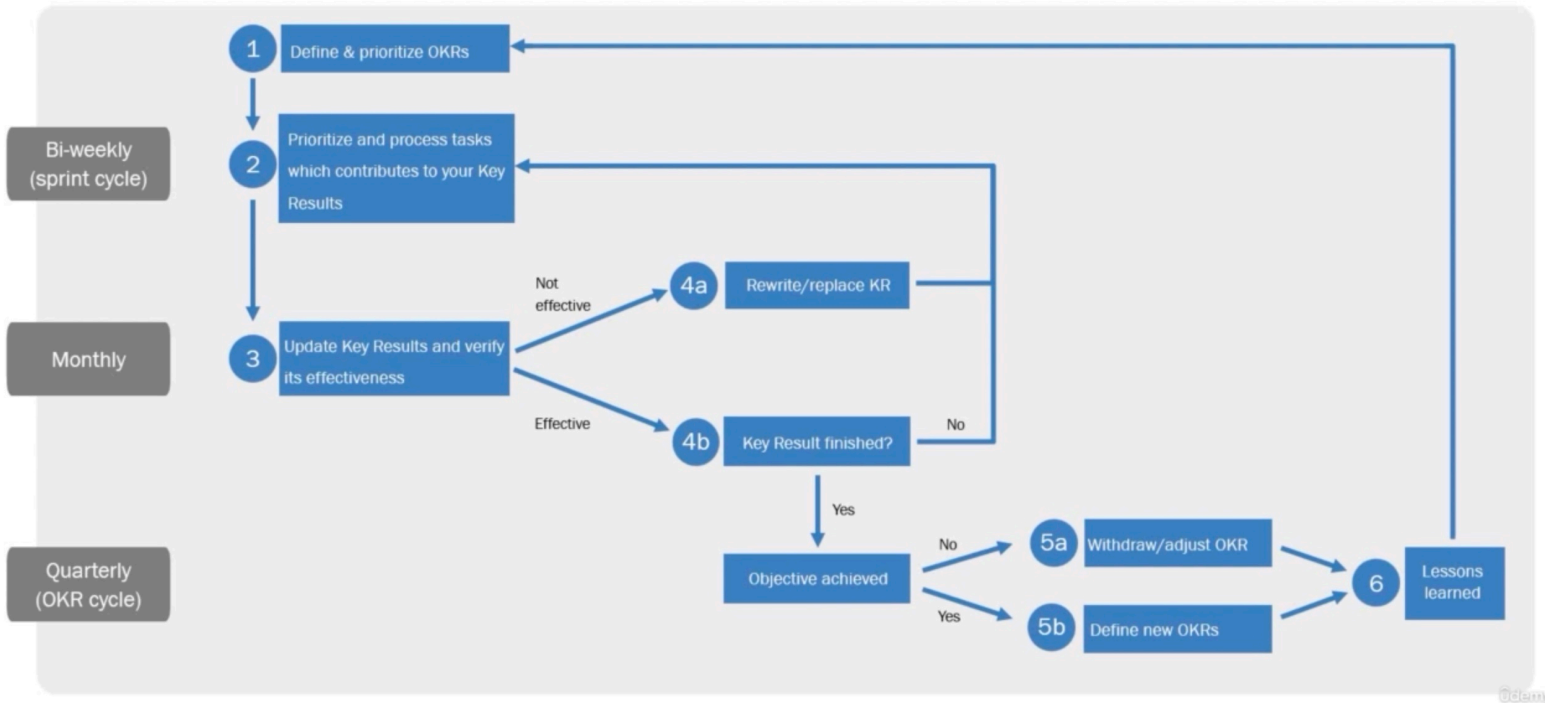 1
Define & prioritize OKRs
Bi-weekly
(sprint cycle)
2
Prioritize and process tasks
which contributes to your Key
Results
Not
effective
4a
Rewrite/replace KR
Monthly
3
Update Key Results and verify
its effectiveness
Effective
4b
Key Result finished?
No
Yes
Quarterly
(OKR cycle)
Objective achieved
No
5a
Withdraw/adjust OKR
Yes
5b
Define new OKRs
6
Lessons
learned